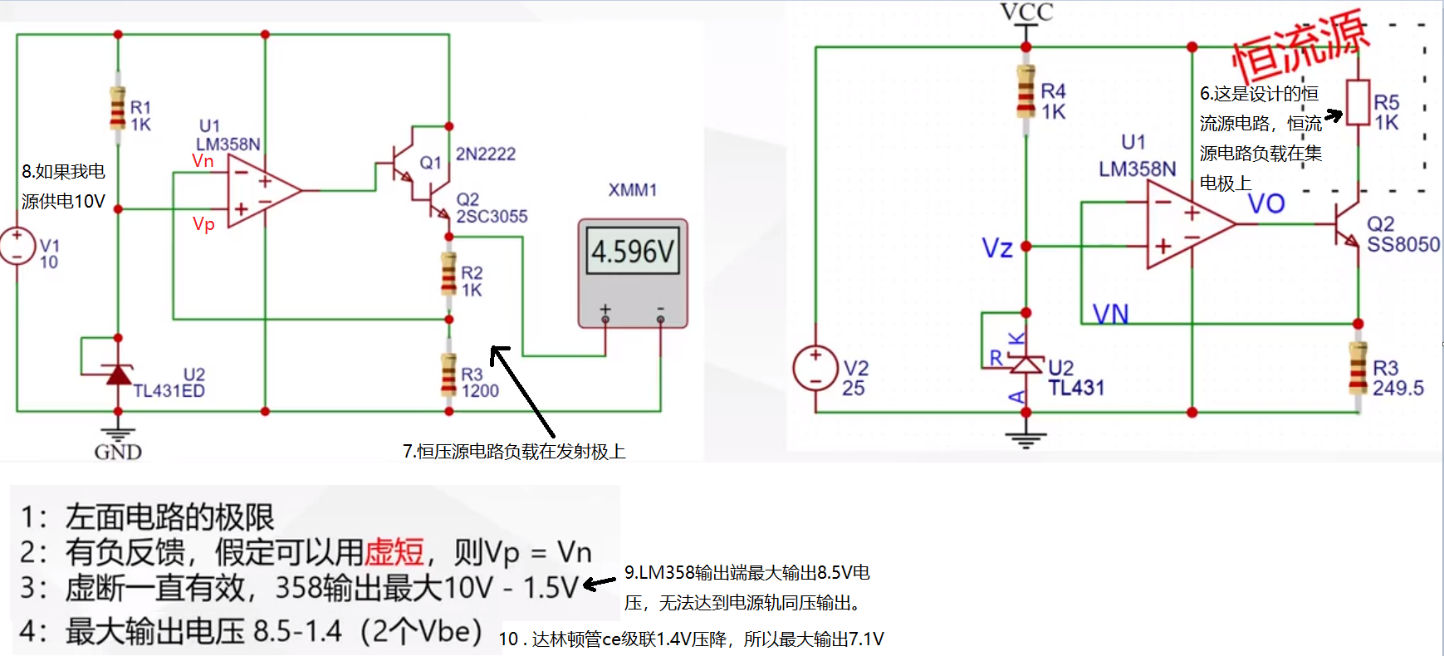 R1
1K
U1
LM358N
Vn
Vp
8.如果我电
源供电10V
V1
10
Q1
2N2222
Q2
2SC3055
XMM1
4.596V
R2
1K
R3
1200
U2
TL431ED
GND
7.恒压源电路负载在发射极上
VCC
恒流源
R4
1K
6.这是设计的恒
流源电路，恒流
源电路负载在集
电极上
R5
1K
U1
LM358N
VO
Q2
SS8050
Vz
VN
K
R
A
U2
TL431
V2
25
R3
249.5
1：左面电路的极限
2：有负反馈，假定可以用虚短，则Vp = Vn
3：虚断一直有效，358输出最大10V - 1.5V
4：最大输出电压 8.5-1.4（2个Vbe）
9.LM358输出端最大输出8.5V电
压，无法达到电源轨同压输出。
10 . 达林顿管ce级联1.4V压降，所以最大输出7.1V